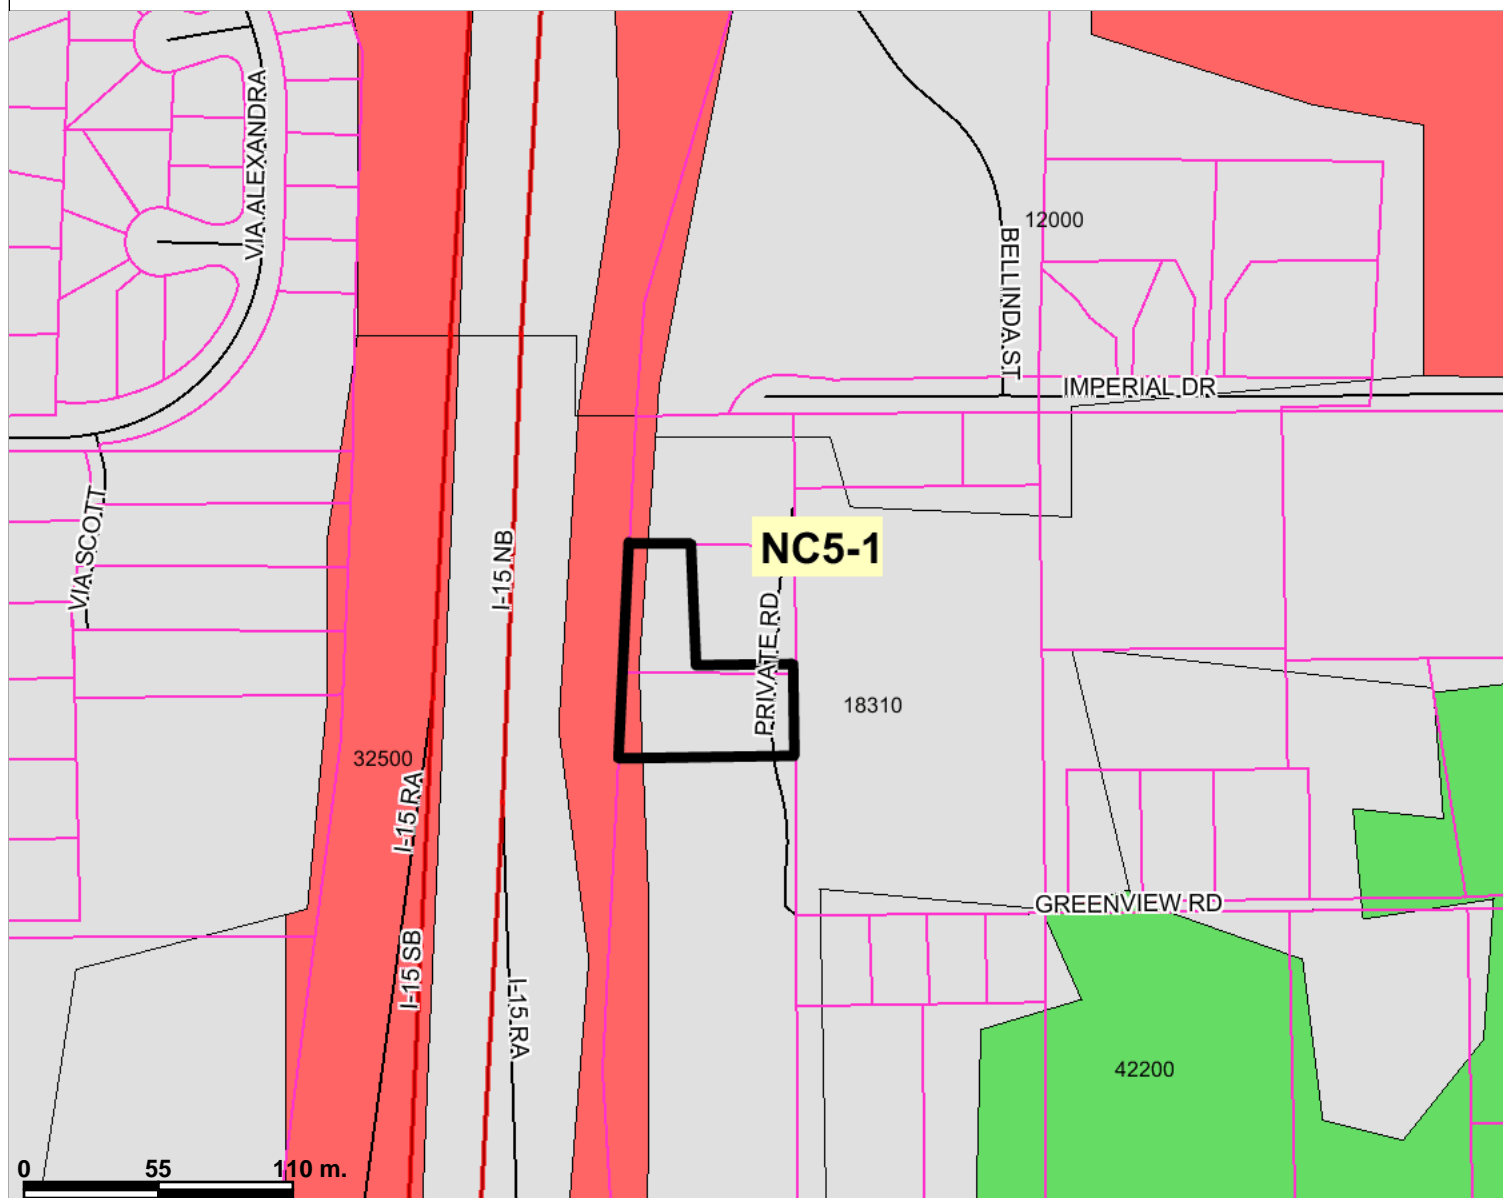 VIA ALEXANDRA
12000
BELLINDA ST
IMPERIAL DR
VIA SCOTT
I-15 NB
NC5-1
PRIVATE RD
18310
32500
I-15 RA
GREENVIEW RD
I-15 SB
I-15 RA
42200
0 55 110 m.